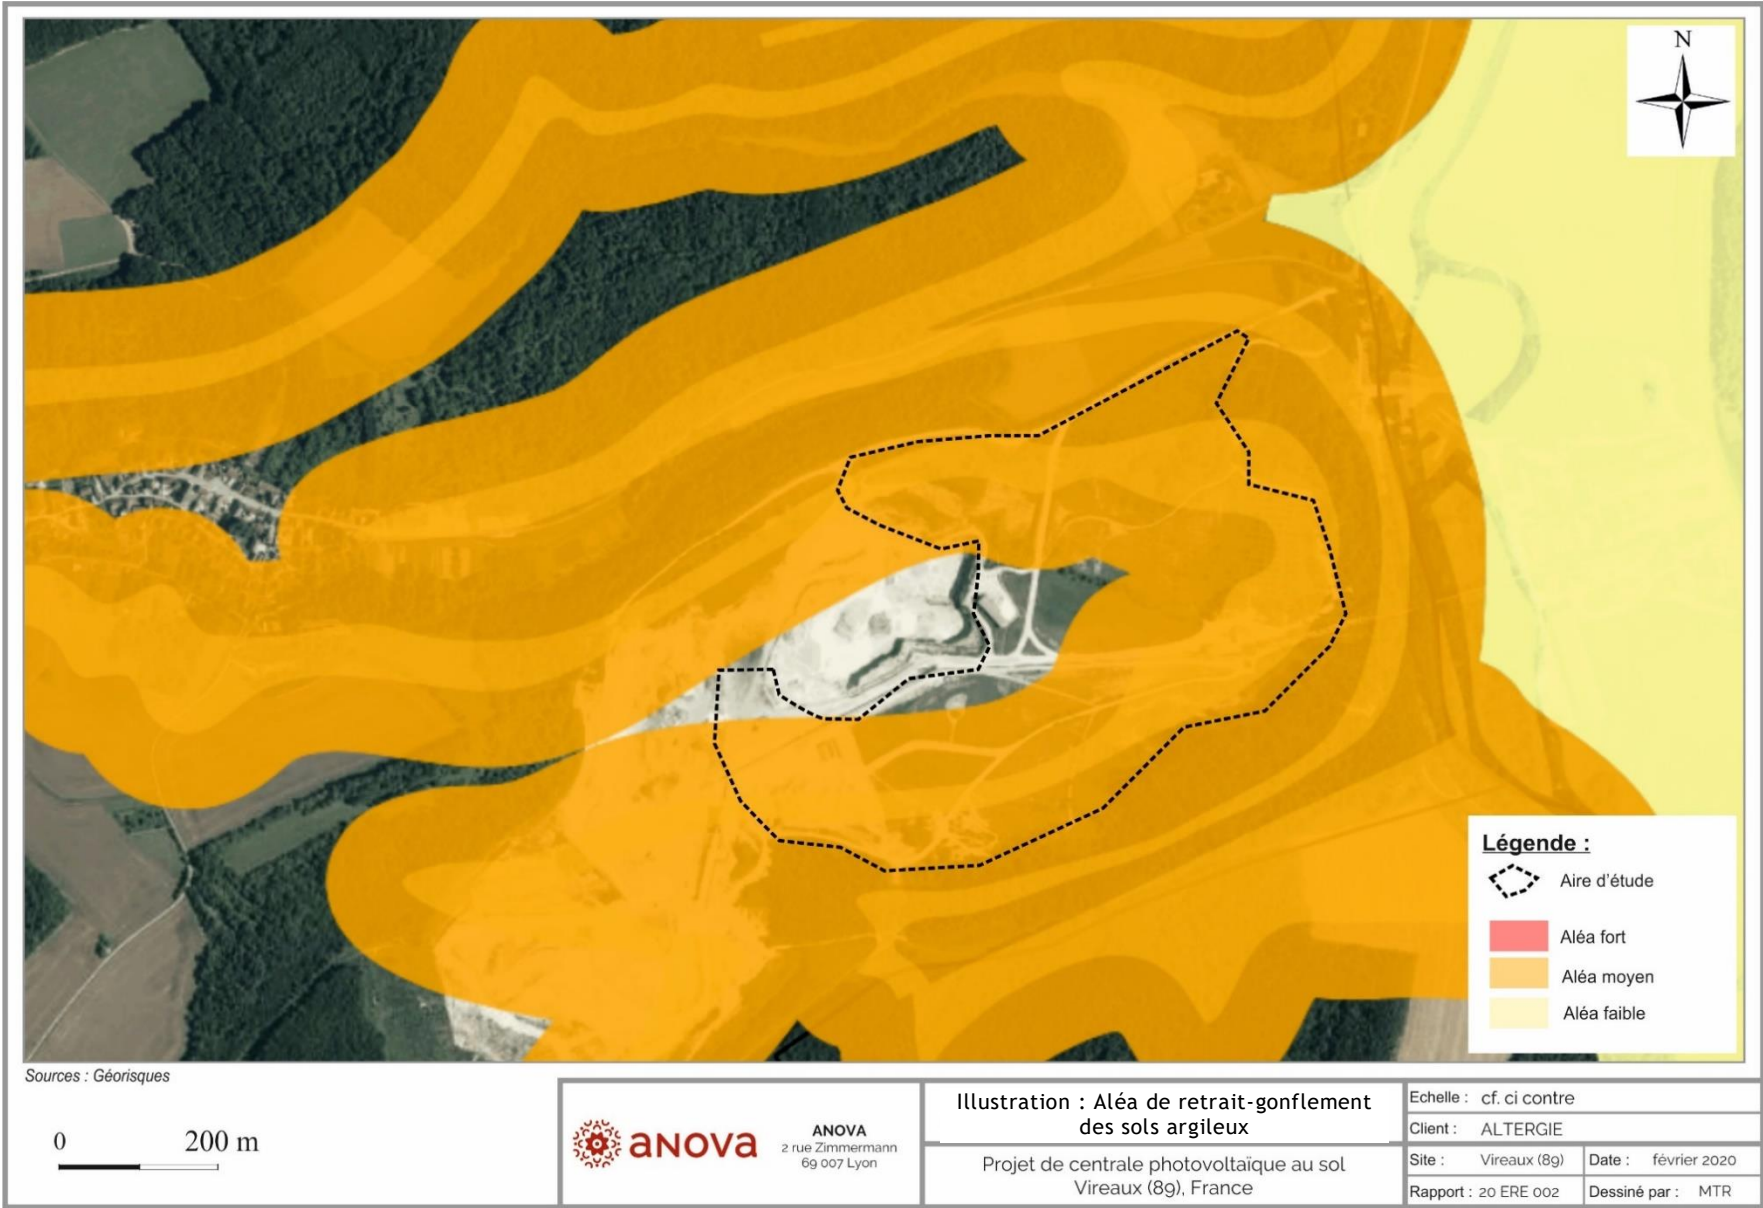 N
Légende :
Aire d'étude
Aléa fort
Aléa moyen
Aléa faible
Sources : Géorisques
0 200 m
ANOVA
ANOVA
2 rue Zimmermann
69 007 Lyon
Illustration : Aléa de retrait-gonflement
des sols argileux
Projet de centrale photovoltaïque au sol
Vireaux (89), France
Echelle : cf. ci contre
Client : ALTERGIE
Site : Vireaux (89) Date : février 2020
Rapport : 20 ERE 002 Dessiné par : MTR